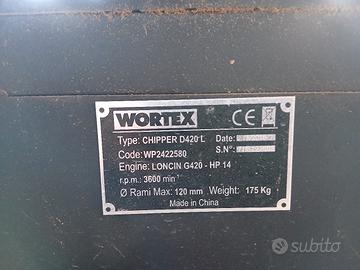 WORTEX
CE
Type: CHIPPER D420 L Date:
Code: WP2422580 S.N°:
Engine: LONCIN G420 - HP 14
r.p.m.: 3600 min⁻¹
Ø Rami Max: 120 mm Weight: 175 Kg
Made in China
subito